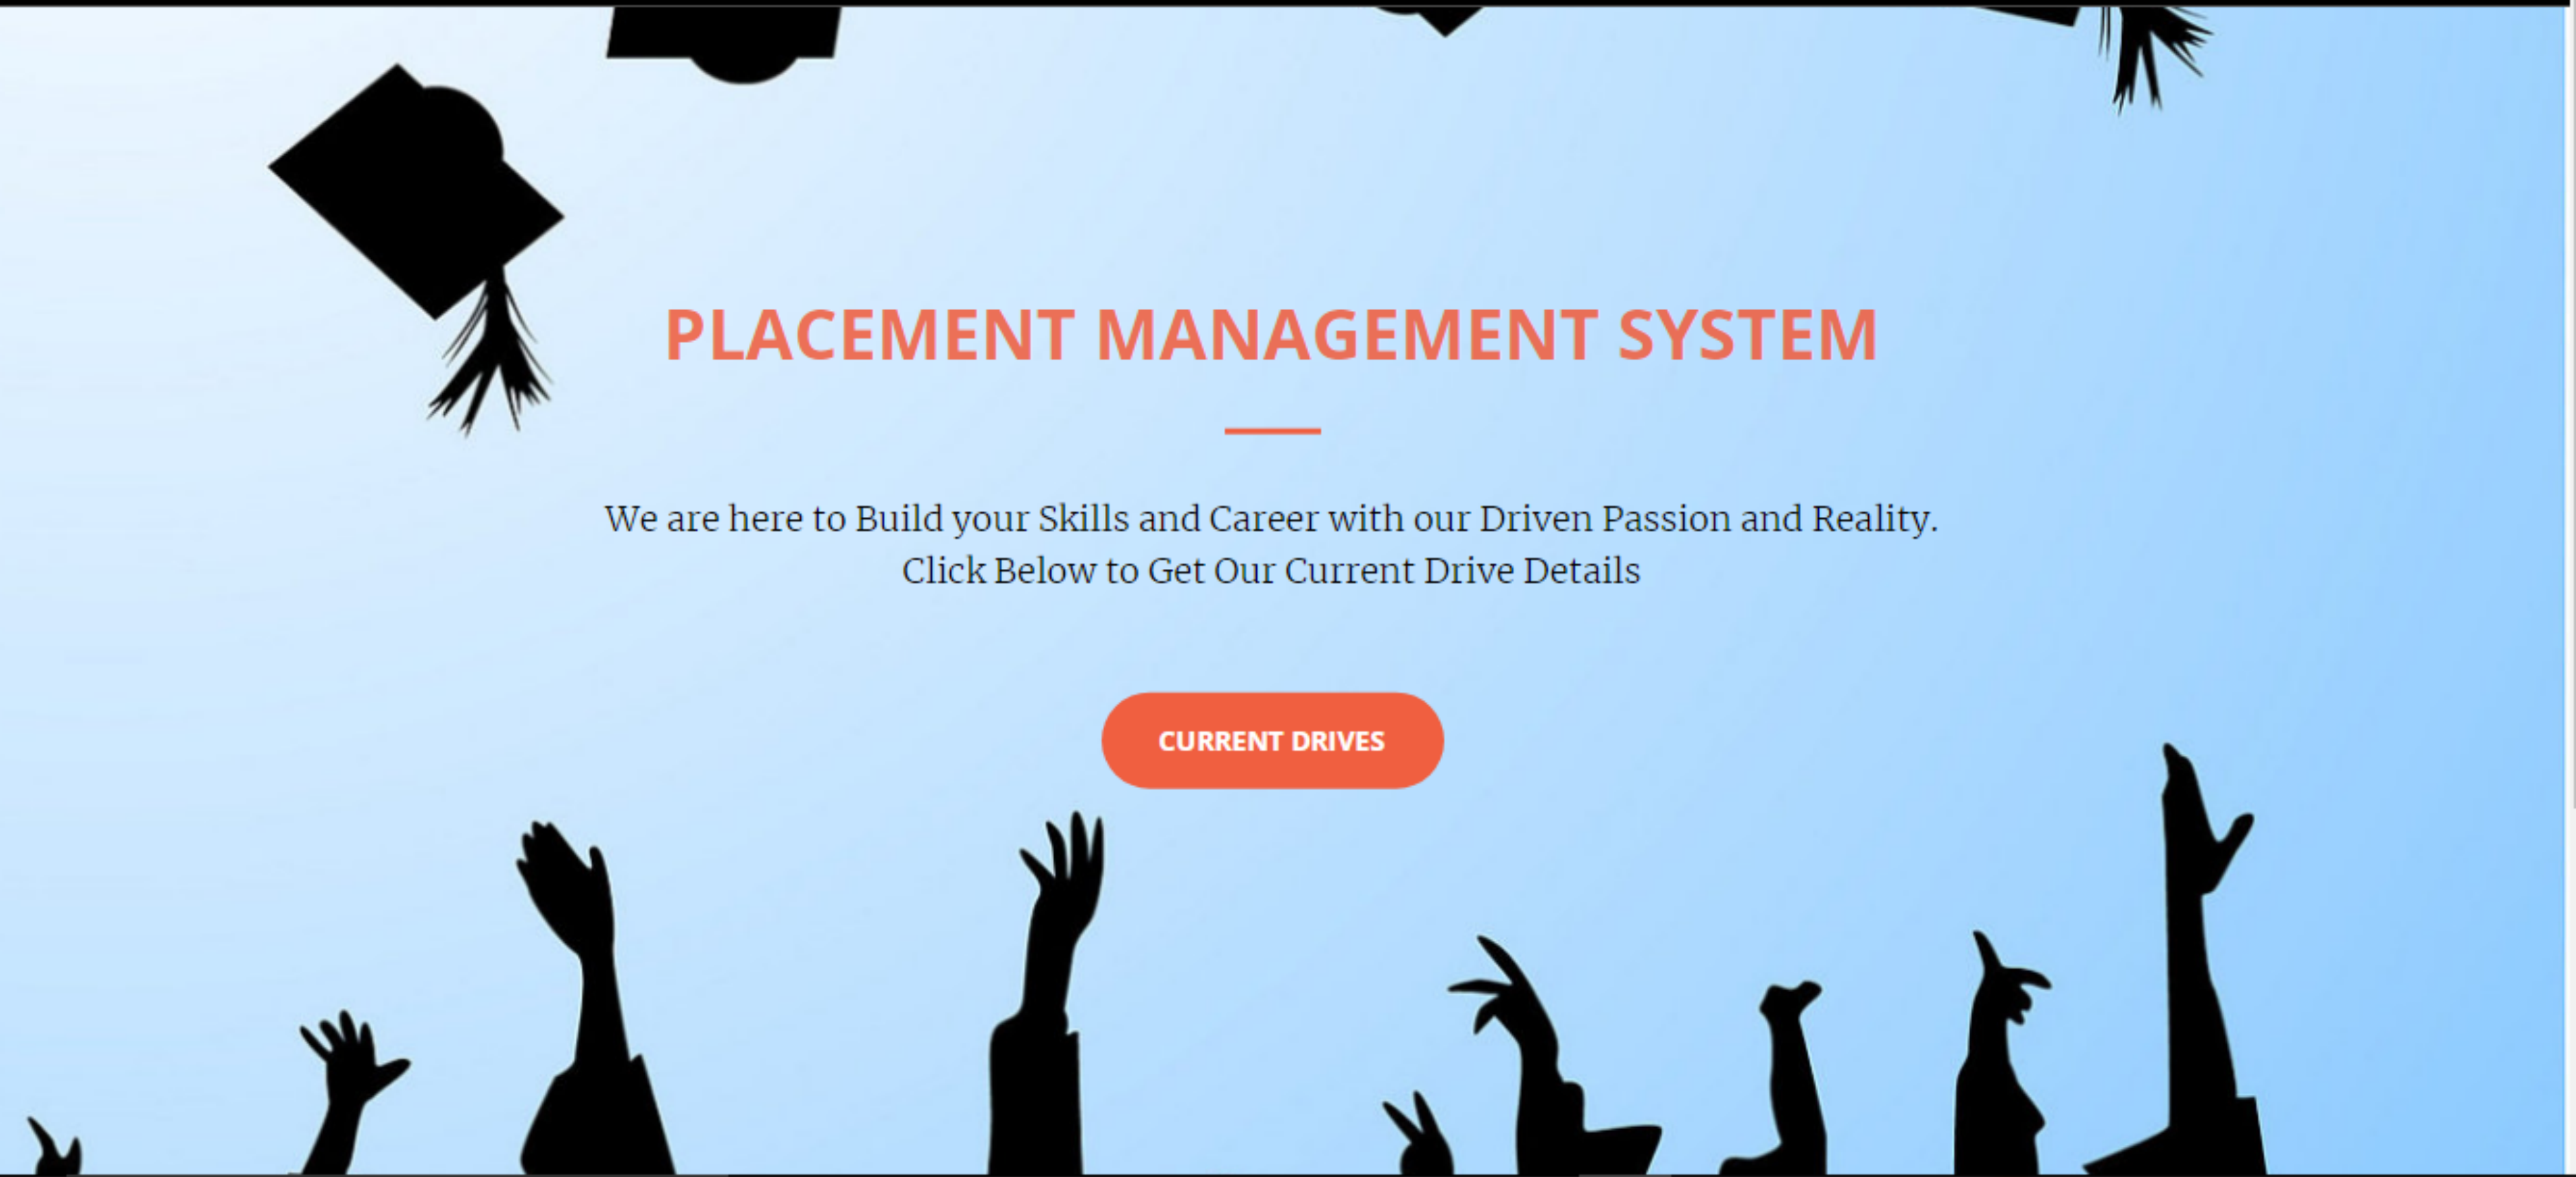 PLACEMENT MANAGEMENT SYSTEM
We are here to Build your Skills and Career with our Driven Passion and Reality.
Click Below to Get Our Current Drive Details
CURRENT DRIVES